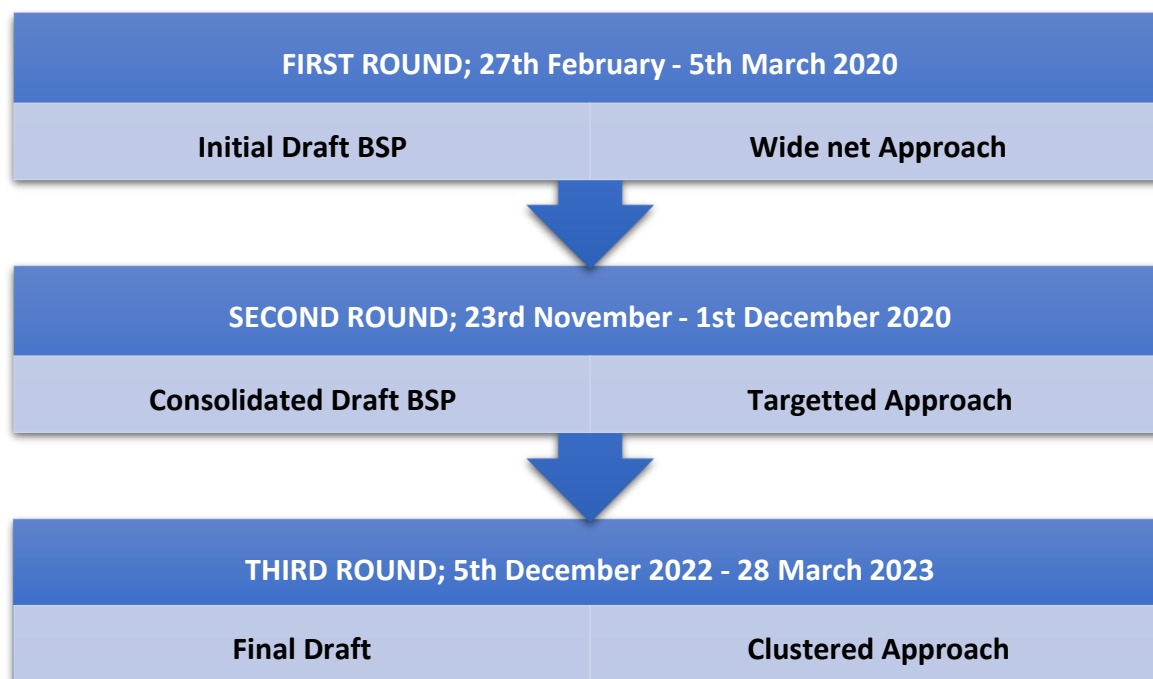 FIRST ROUND; 27th February - 5th March 2020
Initial Draft BSP
Wide net Approach
SECOND ROUND; 23rd November - 1st December 2020
Consolidated Draft BSP
Targetted Approach
THIRD ROUND; 5th December 2022 - 28 March 2023
Final Draft
Clustered Approach